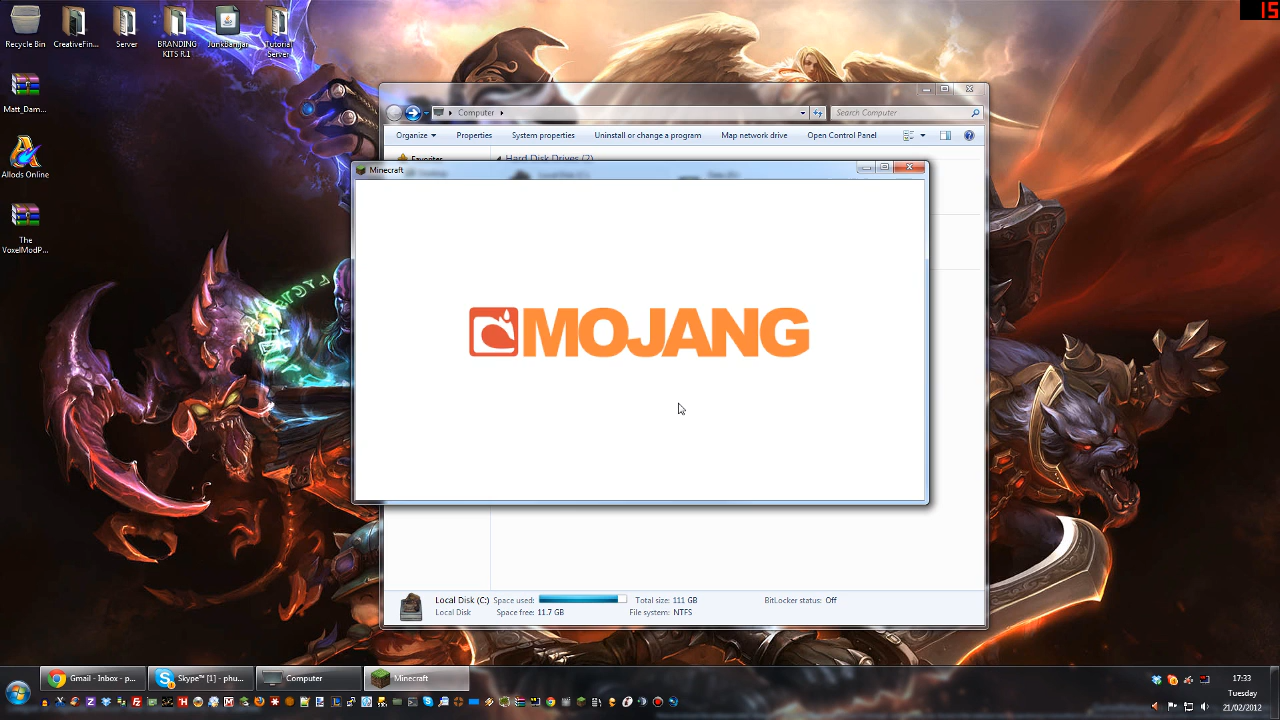 15
Recycle Bin
CreativeFin...
Server
BRANDING KITS R.1
Tutorial Server
Matt_Dam...
Allods Online
The VoxelModP...
Computer
Search Computer
Organize
Properties
System properties
Uninstall or change a program
Map network drive
Open Control Panel
Favorites
Hard Disk Drives (2)
Minecraft
MOJANG
Local Disk (C:) Space used: Total size: 111 GB BitLocker status: Off
Local Disk Space free: 11.7 GB File system: NTFS
Gmail - Inbox - p...
Skype™ [1] - phu...
Computer
Minecraft
17:33
Tuesday
21/02/2012